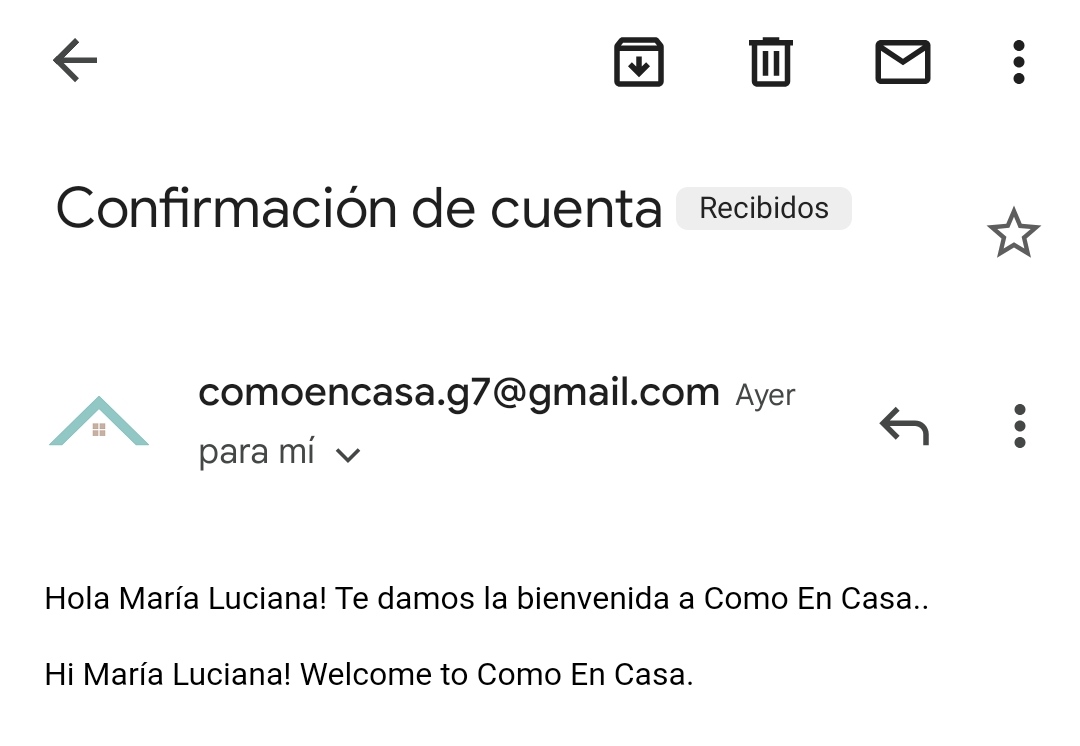 Confirmación de cuenta Recibidos
comoencasa.g7@gmail.com Ayer
para mí
Hola María Luciana! Te damos la bienvenida a Como En Casa..
Hi María Luciana! Welcome to Como En Casa.